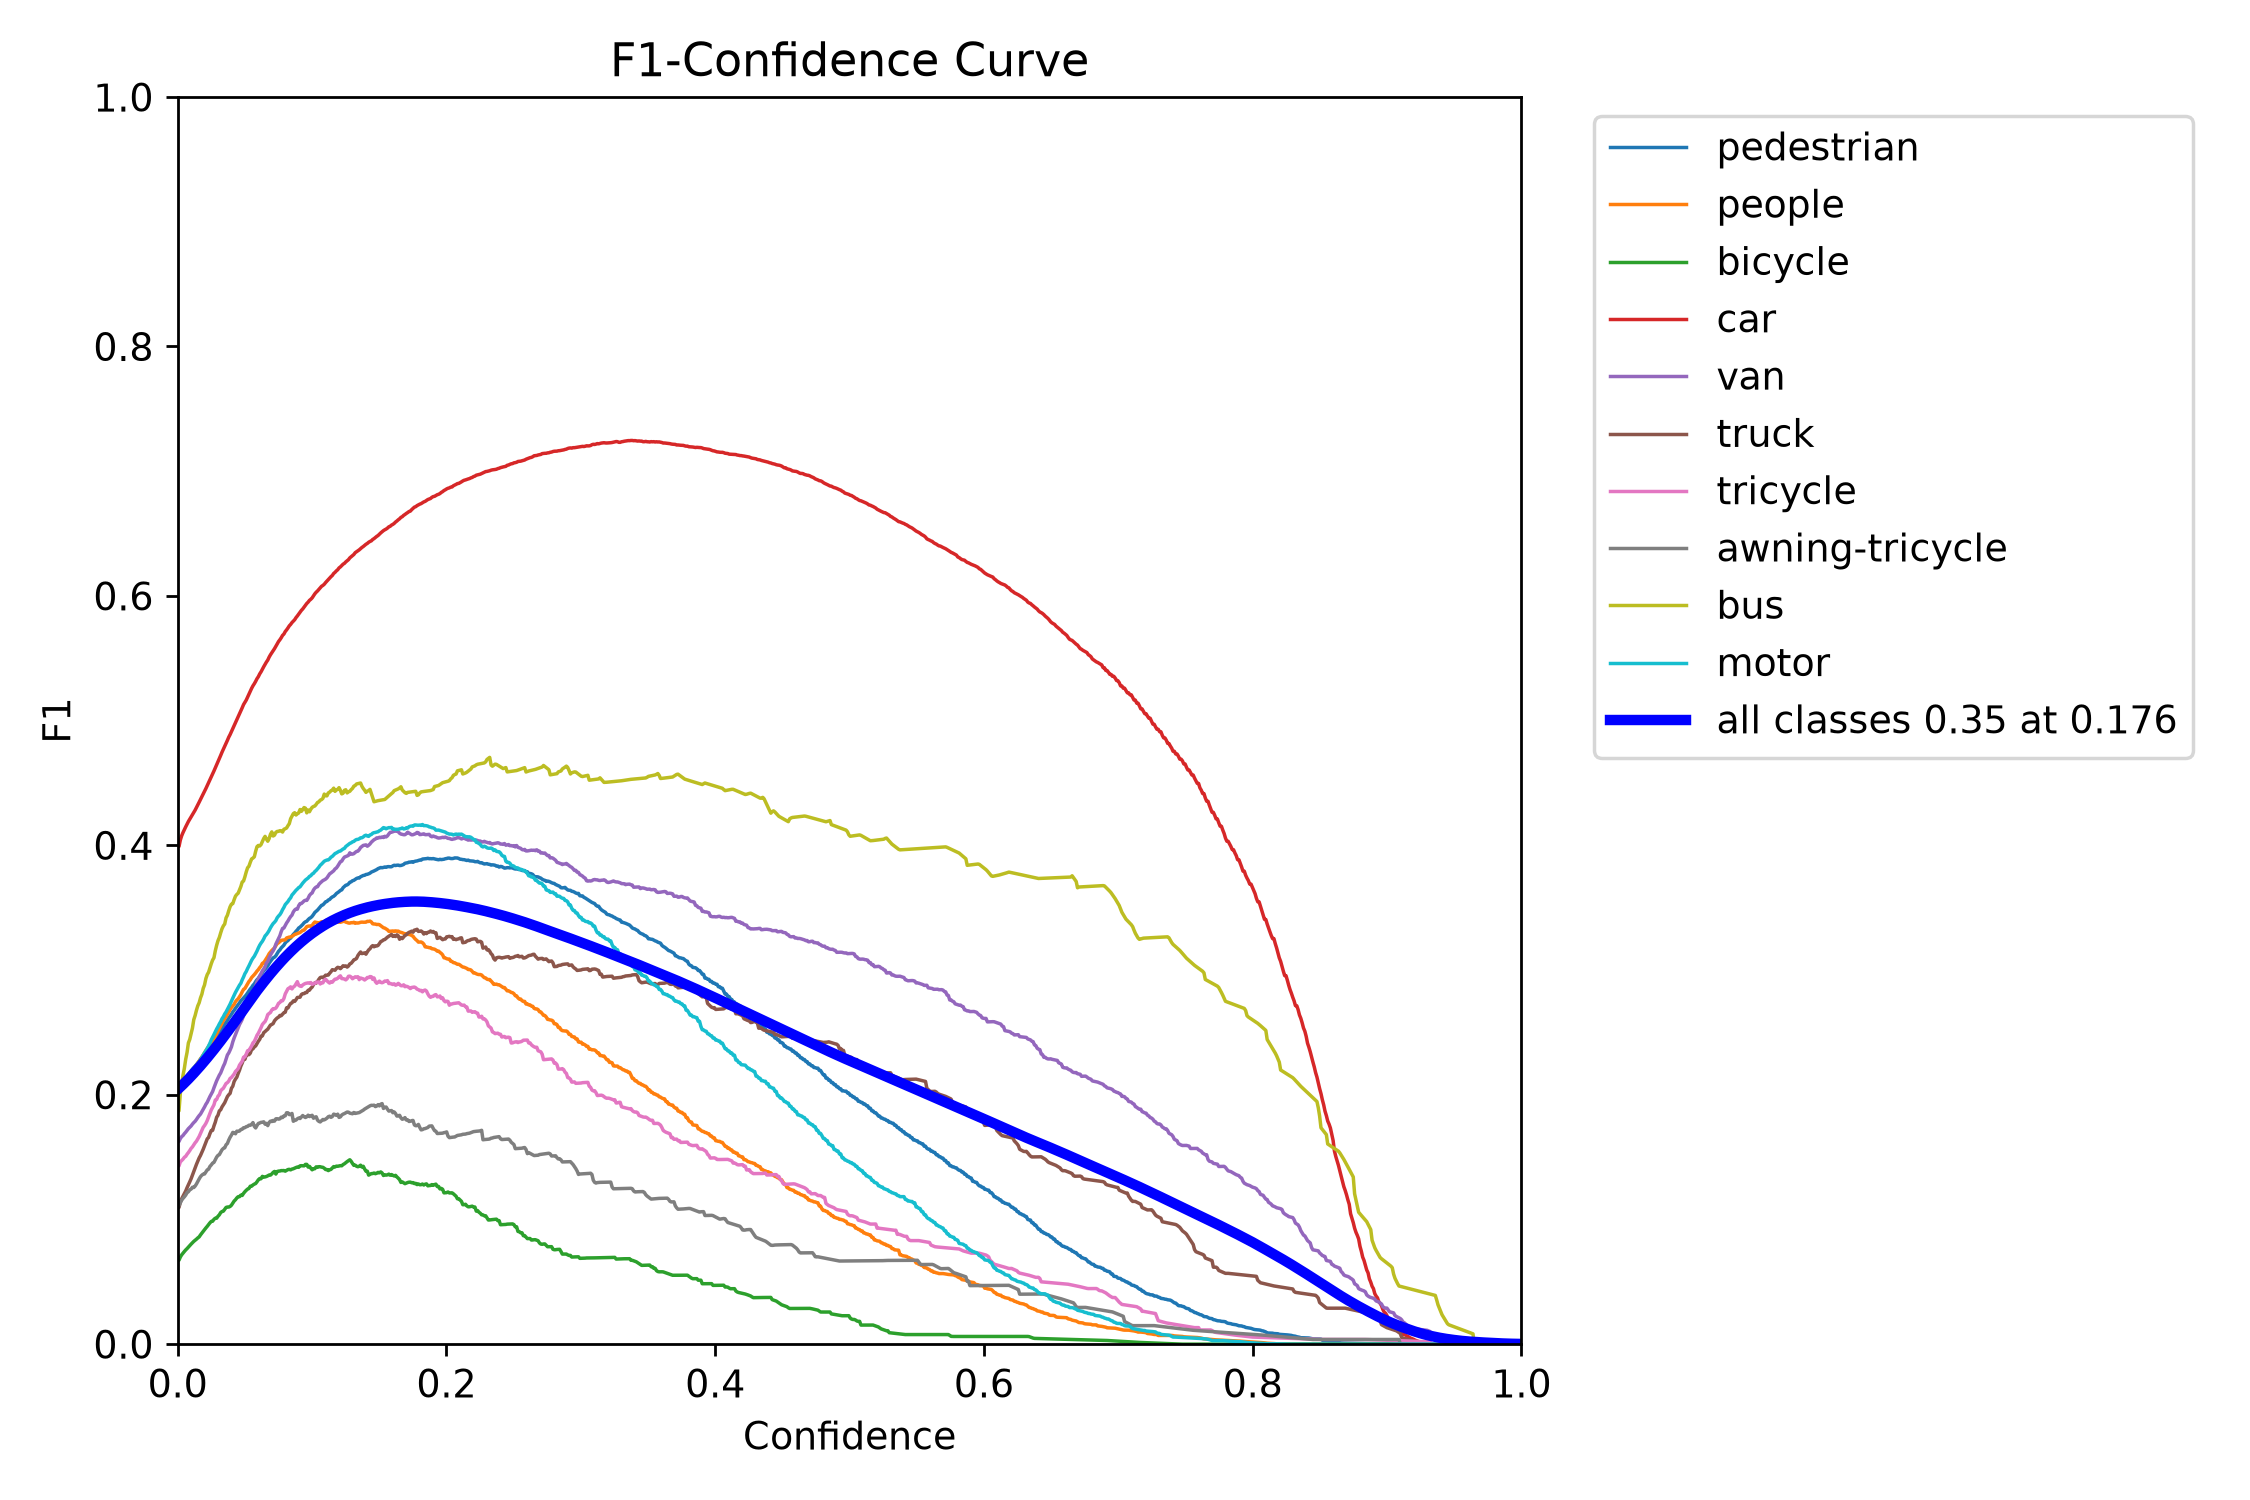 F1-Confidence Curve
1.0
0.8
0.6
0.4
0.2
0.0
F1
0.0 0.2 0.4 0.6 0.8 1.0
Confidence
pedestrian
people
bicycle
car
van
truck
tricycle
awning-tricycle
bus
motor
all classes 0.35 at 0.176